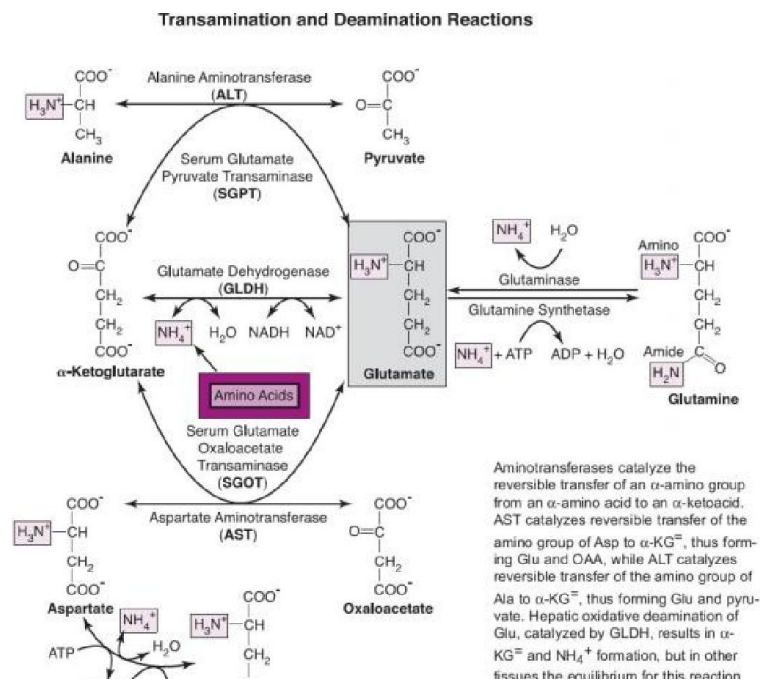 Transamination and Deamination Reactions
COO⁻
H₃N⁺–CH
CH₃
Alanine
Alanine Aminotransferase
(ALT)
COO⁻
O=C
CH₃
Pyruvate
Serum Glutamate
Pyruvate Transaminase
(SGPT)
COO⁻
O=C
CH₂
CH₂
COO⁻
α-Ketoglutarate
Glutamate Dehydrogenase
(GLDH)
NH₄⁺ H₂O NADH NAD⁺
Amino Acids
COO⁻
H₃N⁺–CH
CH₂
CH₂
COO⁻
Glutamate
NH₄⁺ H₂O
Glutaminase
Glutamine Synthetase
NH₄⁺ + ATP ADP + H₂O
Amino COO⁻
H₃N⁺–CH
CH₂
CH₂
Amide C
H₂N O
Glutamine
Serum Glutamate
Oxaloacetate
Transaminase
(SGOT)
Aspartate Aminotransferase
(AST)
COO⁻
H₃N⁺–CH
CH₂
COO⁻
Aspartate
COO⁻
O=C
CH₂
COO⁻
Oxaloacetate
NH₄⁺
ATP H₂O
COO⁻
H₃N⁺–CH
CH₂
Aminotransferases catalyze the
reversible transfer of an α-amino group
from an α-amino acid to an α-ketoacid.
AST catalyzes reversible transfer of the
amino group of Asp to α-KG⁼, thus form-
ing Glu and OAA, while ALT catalyzes
reversible transfer of the amino group of
Ala to α-KG⁼, thus forming Glu and pyru-
vate. Hepatic oxidative deamination of
Glu, catalyzed by GLDH, results in α-
KG⁼ and NH₄⁺ formation, but in other
tissues the equilibrium for this reaction